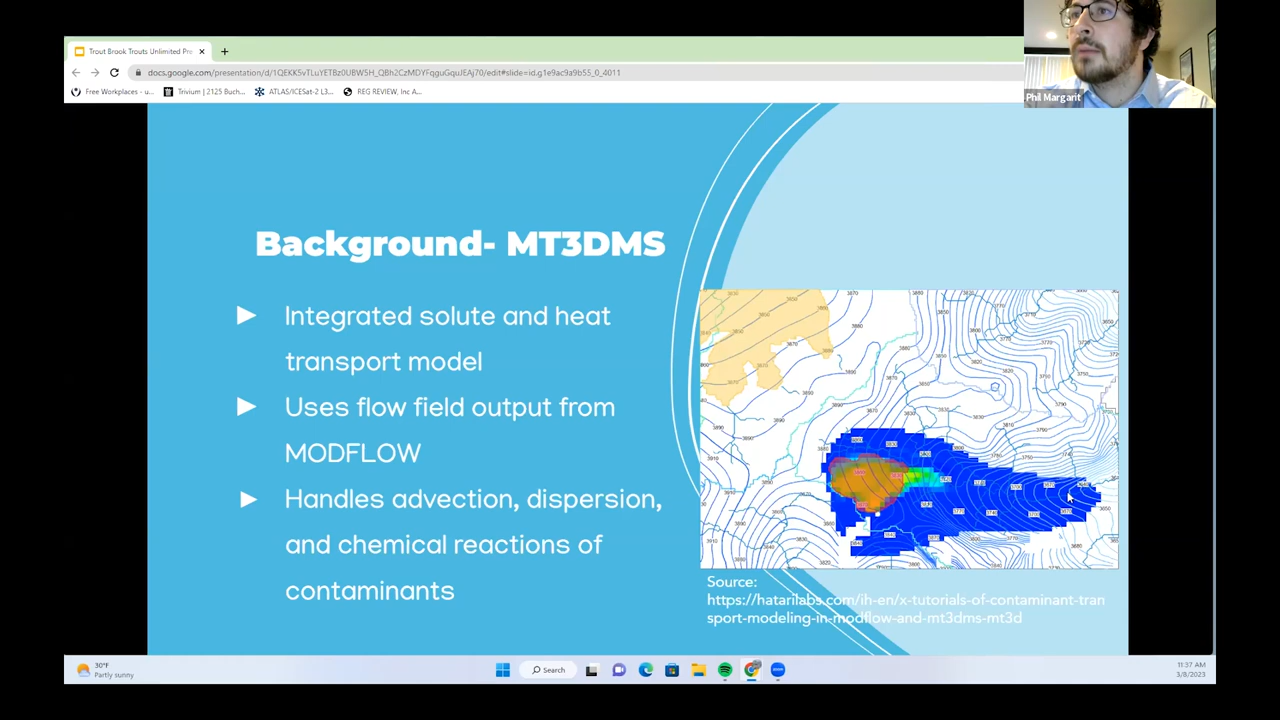 Trout Brook Trouts Unlimited Pre
docs.google.com/presentation/d/1QEKK5vTLuYETBz0UBW5H_QBh2CzMDYFqguGquJEAj70/edit#slide=id.g1e9ac9a9b55_0_4011
Free Workplaces - u...
Trivium | 2125 Buch...
ATLAS/ICESat-2 L3...
REG REVIEW, Inc A...
Phil Margarit
Background- MT3DMS
Integrated solute and heat
transport model
Uses flow field output from
MODFLOW
Handles advection, dispersion,
and chemical reactions of
contaminants
Source:
https://hatarilabs.com/ih-en/x-tutorials-of-contaminant-tran
sport-modeling-in-modflow-and-mt3dms-mt3d
30°F
Partly sunny
Search
11:37 AM
3/8/2023